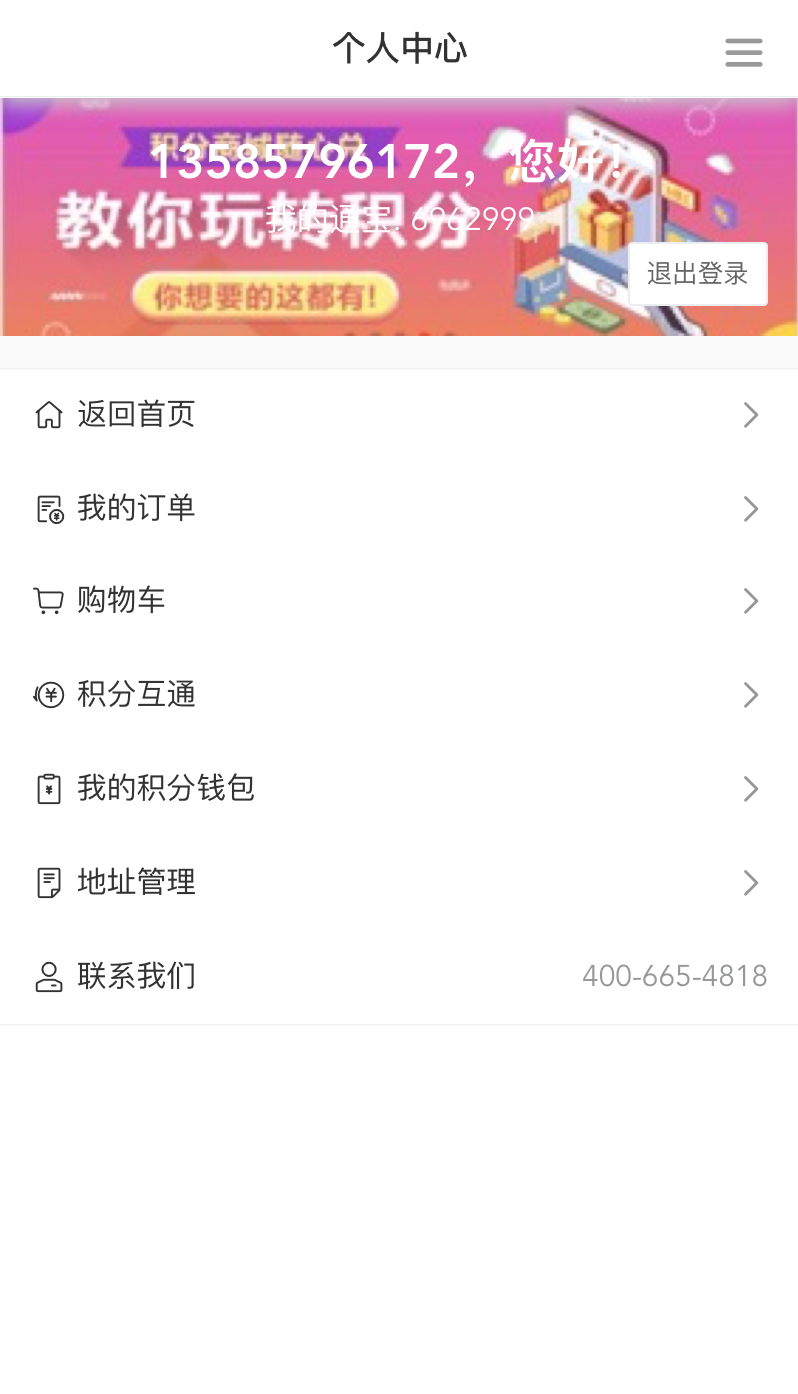 个人中心
积分商城随心兑
13585796172，您好！
教你玩转积分
我的通宝: 6962999
你想要的这都有!
退出登录
返回首页
我的订单
购物车
积分互通
我的积分钱包
地址管理
联系我们
400-665-4818